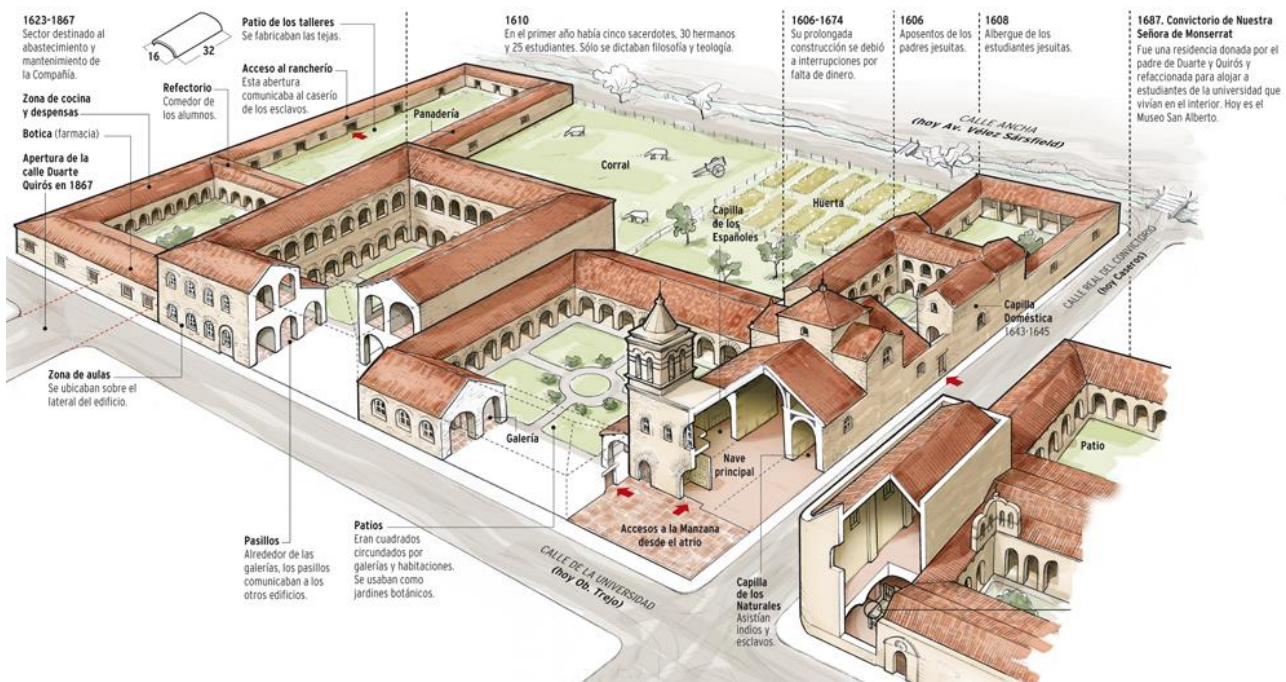 1623-1867
Sector destinado al
abastecimiento y
mantenimiento de
la Compañía.
16
32
Patio de los talleres
Se fabricaban las tejas.
1610
En el primer año había cinco sacerdotes, 30 hermanos
y 25 estudiantes. Sólo se dictaban filosofía y teología.
1606-1674
Su prolongada
construcción se debió
a interrupciones por
falta de dinero.
1606
Aposentos de los
padres jesuitas.
1608
Albergue de los
estudiantes jesuitas.
1687. Convictorio de Nuestra
Señora de Monserrat
Fue una residencia donada por el
padre de Duarte y Quirós y
refaccionada para alojar a
estudiantes de la universidad que
vivían en el interior. Hoy es el
Museo San Alberto.
Acceso al rancherío
Esta abertura
comunicaba al caserío
de los esclavos.
Refectorio
Comedor de
los alumnos.
Zona de cocina
y despensas
Botica (farmacia)
Apertura de la
calle Duarte
Quirós en 1867
Panadería
Corral
CALLE ANCHA
(hoy Av. Vélez Sársfield)
Huerta
Capilla
de los
Españoles
CALLE REAL DEL CONVICTORIO
(hoy Caseros)
Capilla
Doméstica
1643-1645
Zona de aulas
Se ubicaban sobre el
lateral del edificio.
Galería
Nave
principal
Patio
Pasillos
Alrededor de las
galerías, los pasillos
comunicaban a los
otros edificios.
Patios
Eran cuadrados
circundados por
galerías y habitaciones.
Se usaban como
jardines botánicos.
Accesos a la Manzana
desde el atrio
CALLE DE LA UNIVERSIDAD
(hoy Ob. Trejo)
Capilla
de los
Naturales
Asistían
indios y
esclavos.